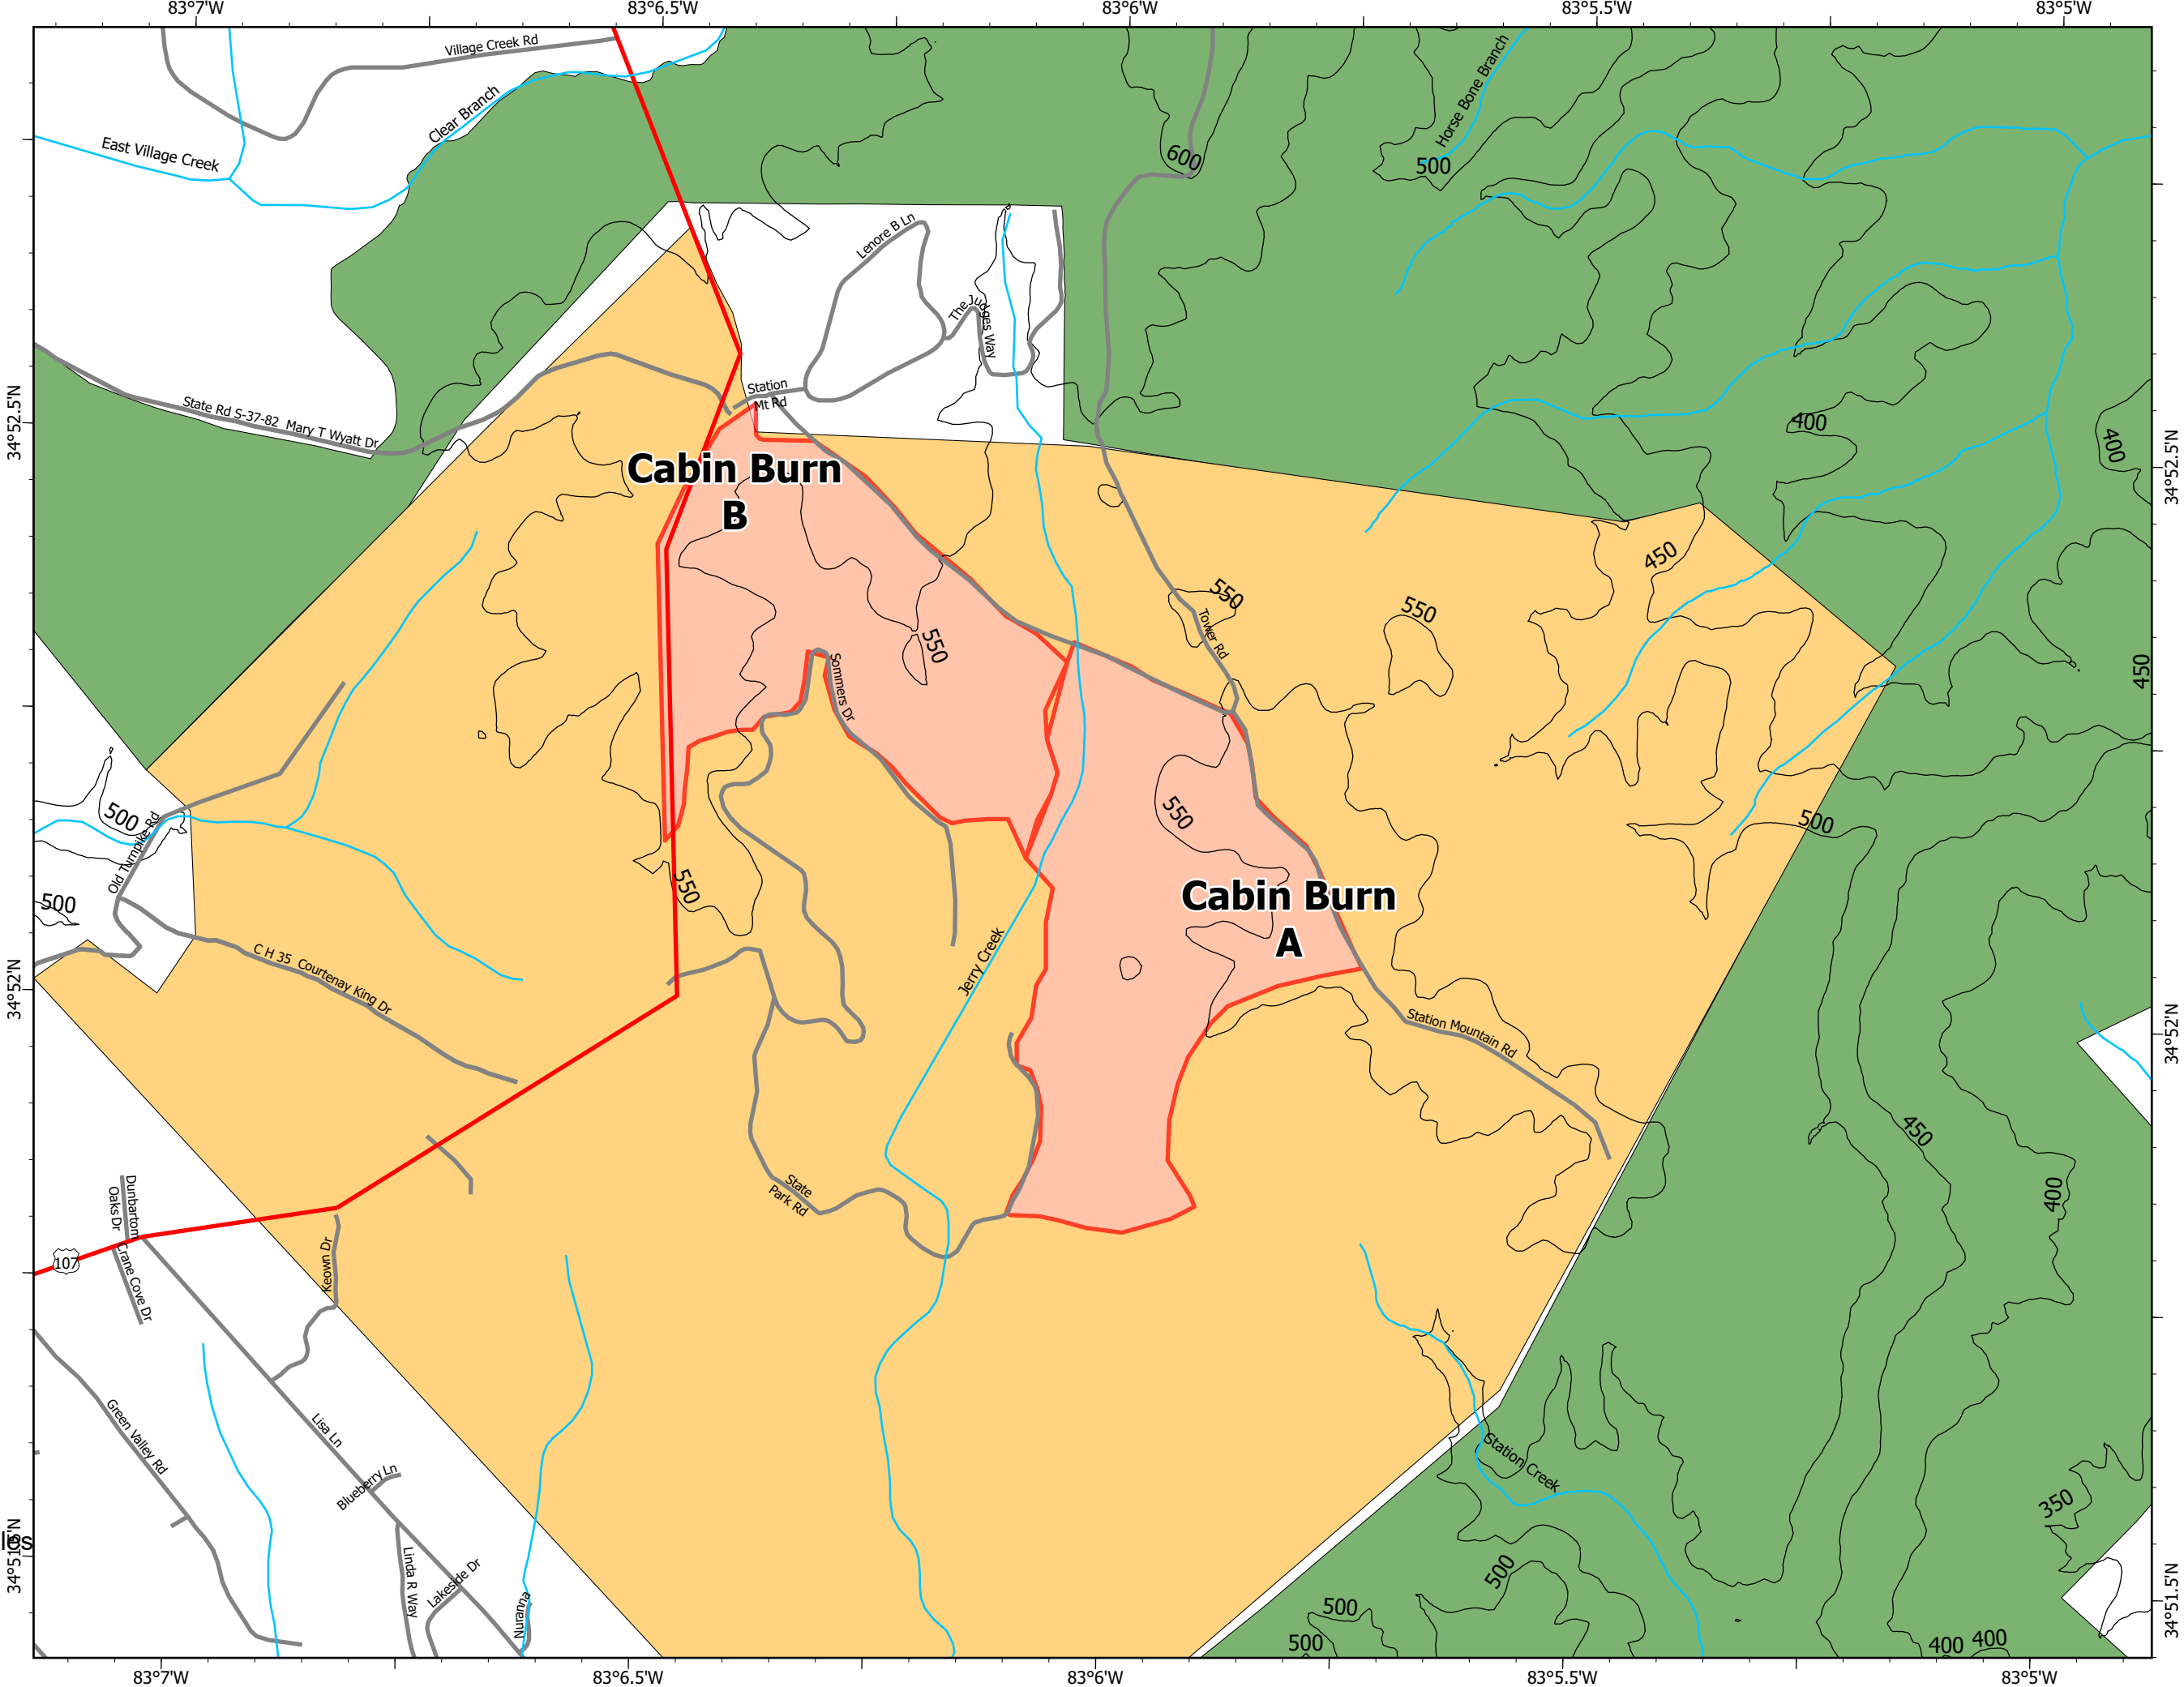 83°7'W
83°6.5'W
83°6'W
83°5.5'W
83°5'W
Village Creek Rd
Clear Branch
East Village Creek
Horse Bone Branch
600
500
Lenore B Ln
The Judges Way
Station
Mt Rd
State Rd S-37-82 Mary T Wyatt Dr
34°52.5'N
34°52.5'N
400
400
Cabin Burn
B
450
550
550
Tower Rd
550
Sommers Dr
450
500
Old Turnpike Rd
550
500
500
550
Cabin Burn
A
C H 35 Courtenay King Dr
Jerry Creek
34°52'N
34°52'N
Station Mountain Rd
450
400
State
Park Rd
Dunbarton
Oaks Dr
107
Crane Cove Dr
Keown Dr
Green Valley Rd
Lisa Ln
Blueberry Ln
Station Creek
350
les
34°51.5'N
34°51.5'N
Linda R Way
Lakeside Dr
Nuranna
500
500
500
400
400
83°7'W
83°6.5'W
83°6'W
83°5.5'W
83°5'W